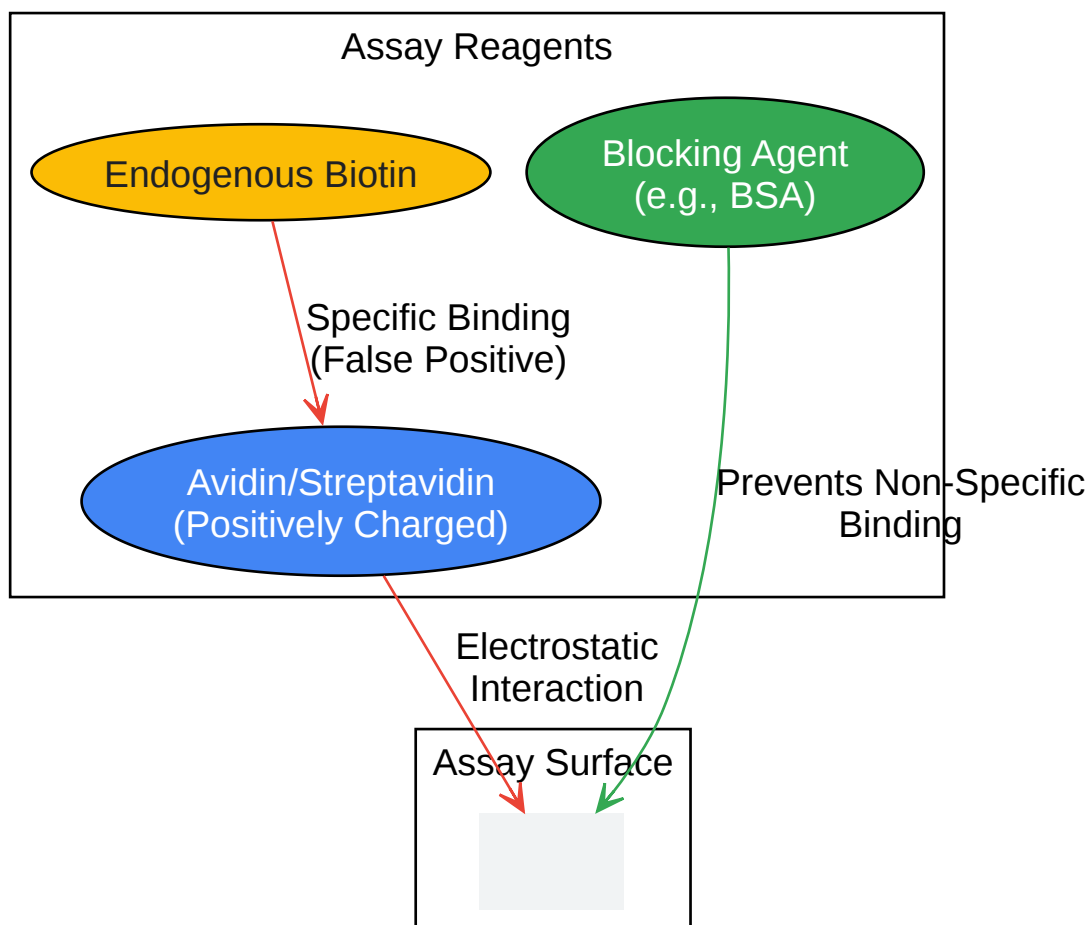 Assay Reagents
Endogenous Biotin
Blocking Agent
(e.g., BSA)
Specific Binding
(False Positive)
Avidin/Streptavidin
(Positively Charged)
Prevents Non-Specific
Binding
Electrostatic
Interaction
Assay Surface